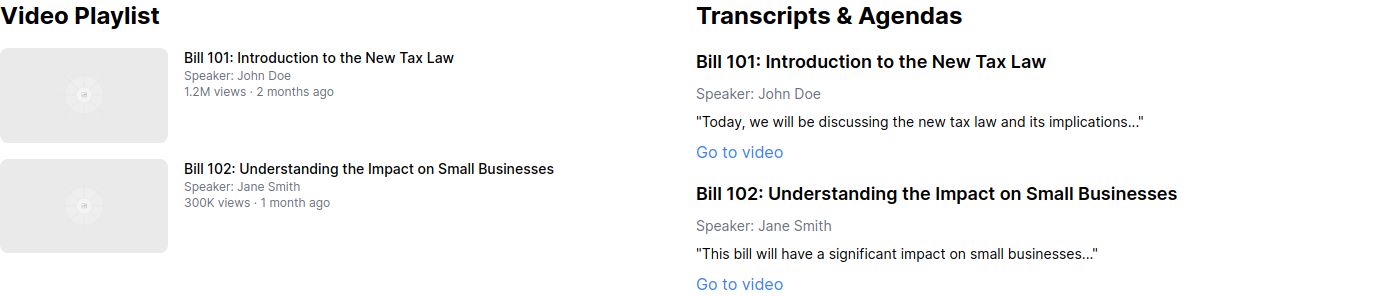 Video Playlist
Bill 101: Introduction to the New Tax Law
Speaker: John Doe
1.2M views · 2 months ago
Bill 102: Understanding the Impact on Small Businesses
Speaker: Jane Smith
300K views · 1 month ago
Transcripts & Agendas
Bill 101: Introduction to the New Tax Law
Speaker: John Doe
"Today, we will be discussing the new tax law and its implications..."
Go to video
Bill 102: Understanding the Impact on Small Businesses
Speaker: Jane Smith
"This bill will have a significant impact on small businesses..."
Go to video